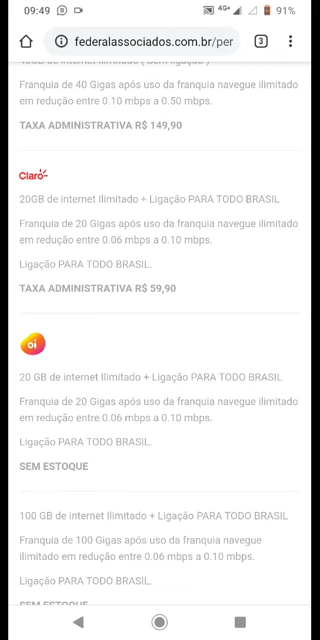 09:49
4G+
91%
federalassociados.com.br/per
3
Franquia de 40 Gigas após uso da franquia navegue ilimitado
em redução entre 0.10 mbps a 0.50 mbps.
TAXA ADMINISTRATIVA R$ 149,90
Claro
20GB de internet Ilimitado + Ligação PARA TODO BRASIL
Franquia de 20 Gigas após uso da franquia navegue ilimitado
em redução entre 0.06 mbps a 0.10 mbps.
Ligação PARA TODO BRASIL.
TAXA ADMINISTRATIVA R$ 59,90
oi
20 GB de internet Ilimitado + Ligação PARA TODO BRASIL
Franquia de 20 Gigas após uso da franquia navegue ilimitado
em redução entre 0.06 mbps a 0.10 mbps.
Ligação PARA TODO BRASIL.
SEM ESTOQUE
100 GB de internet Ilimitado + Ligação PARA TODO BRASIL
Franquia de 100 Gigas após uso da franquia navegue
ilimitado em redução entre 0.06 mbps a 0.10 mbps.
Ligação PARA TODO BRASIL.
SEM ESTOQUE